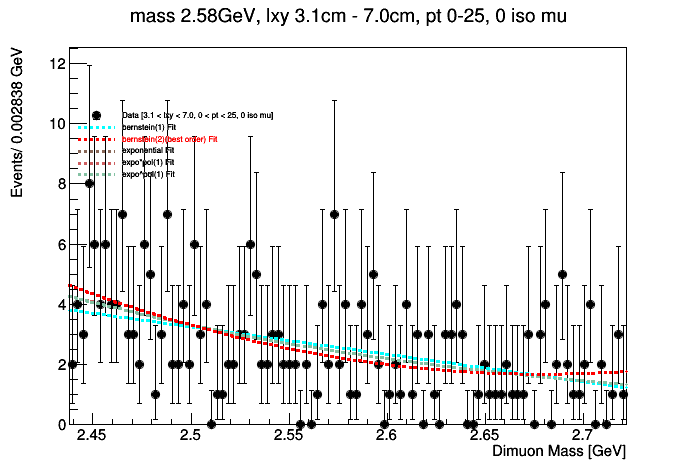 mass 2.58GeV, lxy 3.1cm - 7.0cm, pt 0-25, 0 iso mu
Events/ 0.002838 GeV
12
10
8
6
4
2
0
Data [3.1 < lxy < 7.0, 0 < pt < 25, 0 iso mu]
bernstein(1) Fit
bernstein(2)(best order) Fit
exponential Fit
expo*pol(1) Fit
expo*pol(1) Fit
2.45 2.5 2.55 2.6 2.65 2.7
Dimuon Mass [GeV]